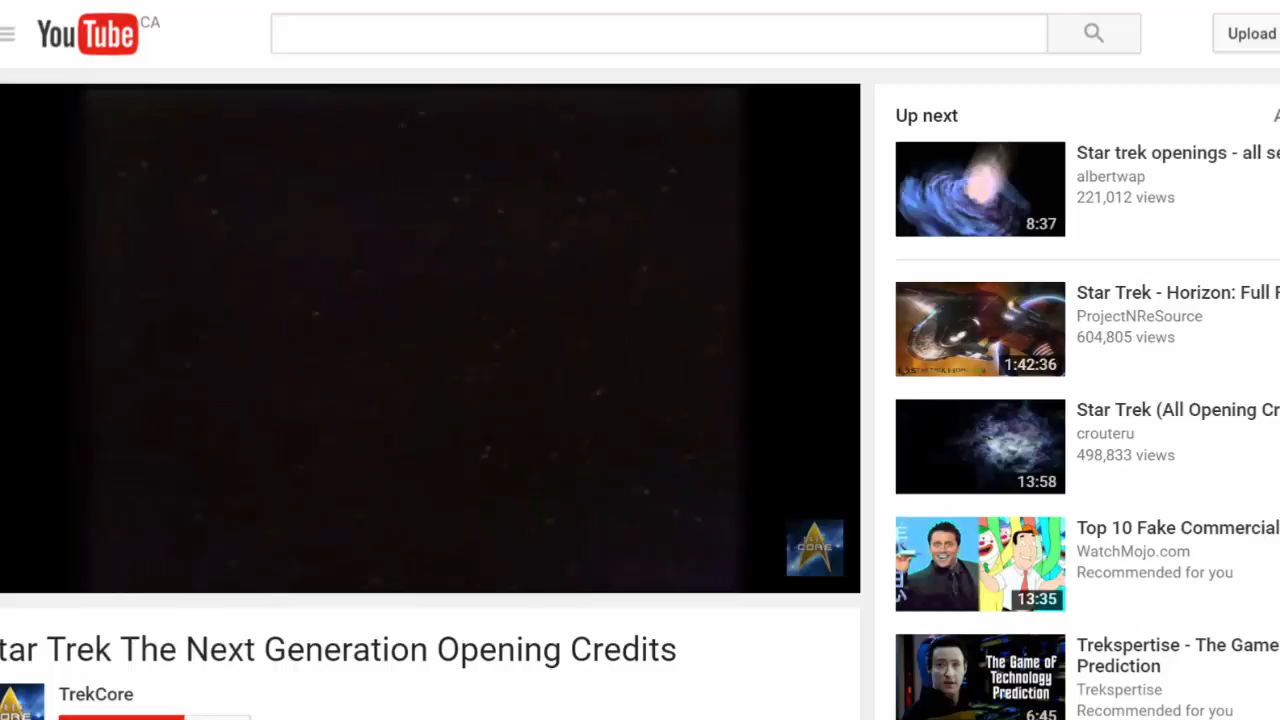 YouTube CA
Upload
Up next
A
Star trek openings - all se
albertwap
221,012 views
8:37
Star Trek - Horizon: Full F
ProjectNReSource
604,805 views
1:42:36
Star Trek (All Opening Cr
crouteru
498,833 views
13:58
Top 10 Fake Commercial
WatchMojo.com
Recommended for you
13:35
Trekspertise - The Game
Prediction
Trekspertise
Recommended for you
The Game of
Technology
Prediction
6:45
CORE
tar Trek The Next Generation Opening Credits
TrekCore